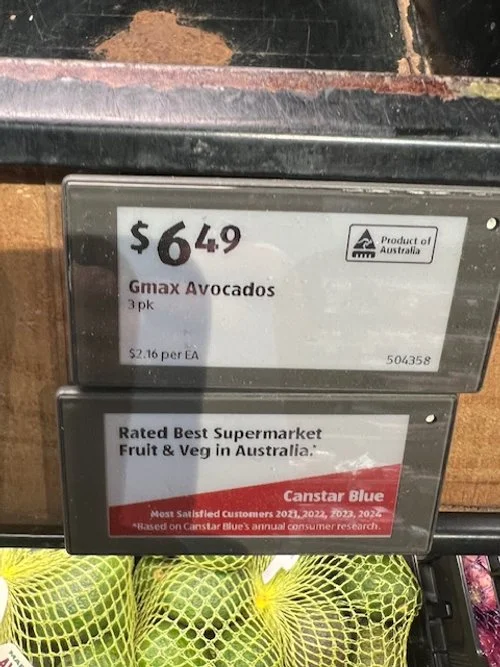 $6.49
Product of
Australia
Gmax Avocados
3 pk
$2.16 per EA
504358
Rated Best Supermarket
Fruit & Veg in Australia.*
Canstar Blue
Most Satisfied Customers 2021, 2022, 2023, 2024
*Based on Canstar Blue's annual consumer research.